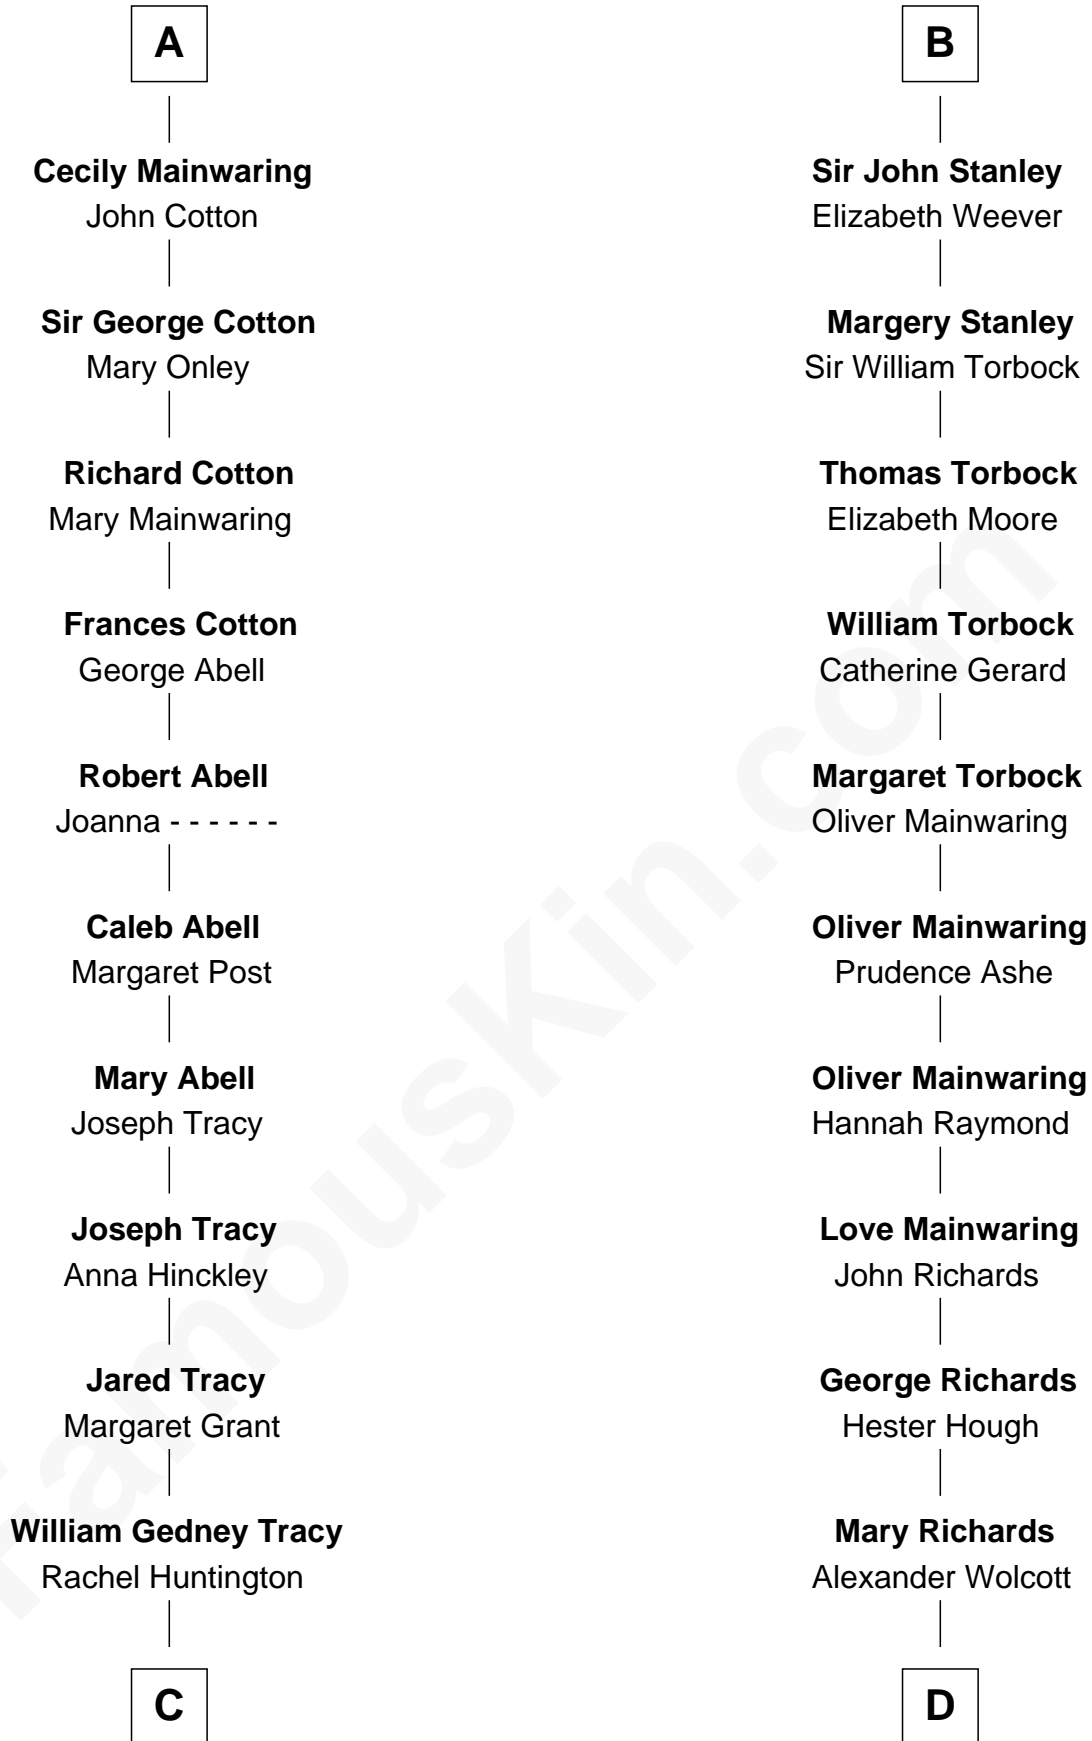 A
Cecily Mainwaring
John Cotton
Sir George Cotton
Mary Onley
Richard Cotton
Mary Mainwaring
Frances Cotton
George Abell
Robert Abell
Joanna - - - - - -
Caleb Abell
Margaret Post
Mary Abell
Joseph Tracy
Joseph Tracy
Anna Hinckley
Jared Tracy
Margaret Grant
William Gedney Tracy
Rachel Huntington
C
B
Sir John Stanley
Elizabeth Weever
Margery Stanley
Sir William Torbock
Thomas Torbock
Elizabeth Moore
William Torbock
Catherine Gerard
Margaret Torbock
Oliver Mainwaring
Oliver Mainwaring
Prudence Ashe
Oliver Mainwaring
Hannah Raymond
Love Mainwaring
John Richards
George Richards
Hester Hough
Mary Richards
Alexander Wolcott
D
FamousKin.com